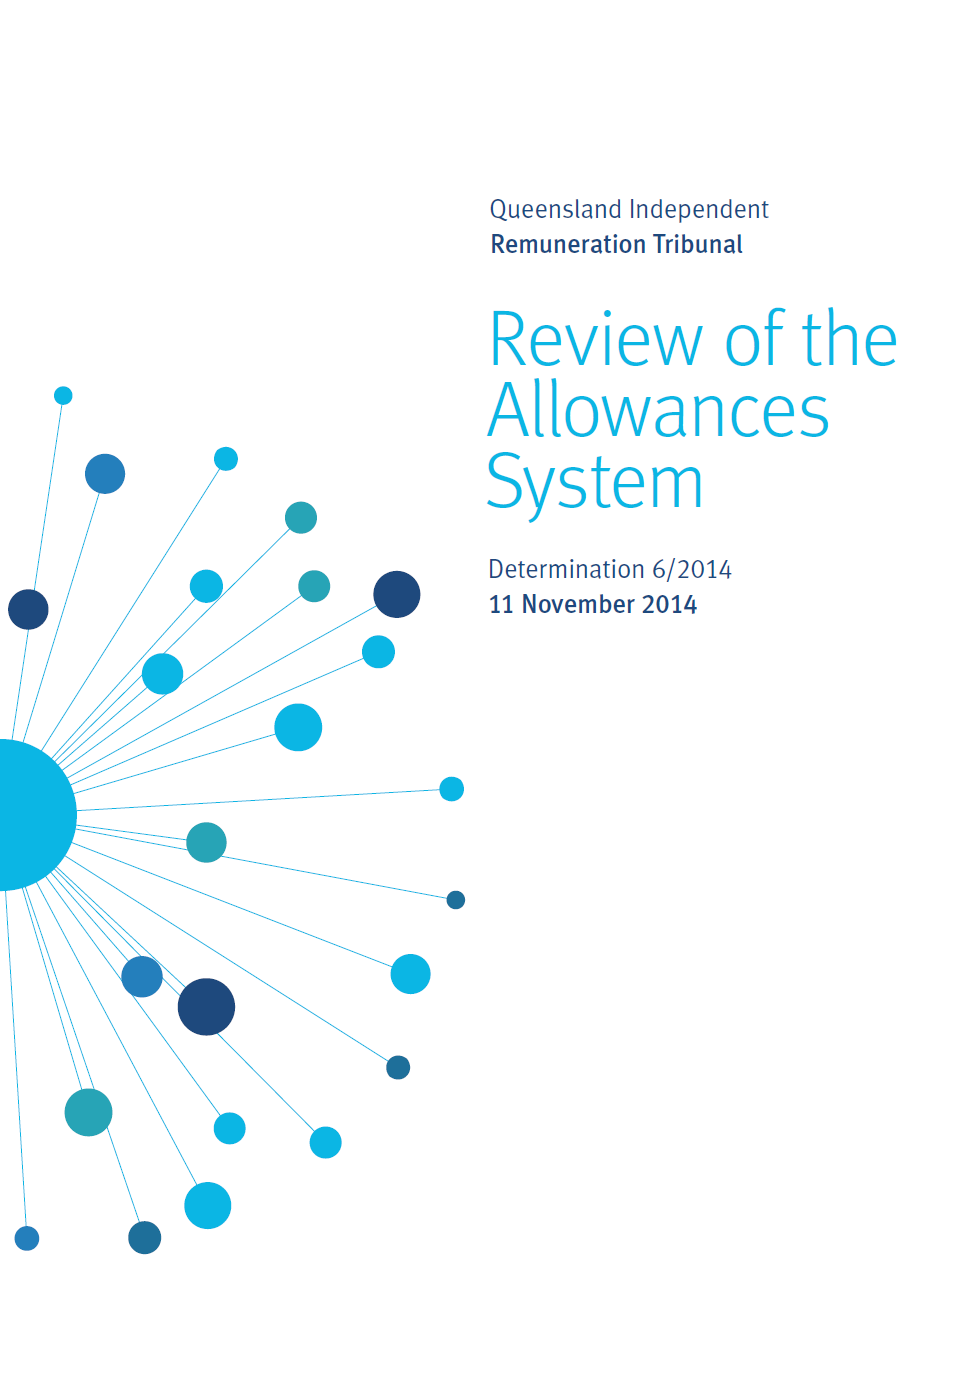 Queensland Independent
Remuneration Tribunal
Review of the
Allowances
System
Determination 6/2014
11 November 2014